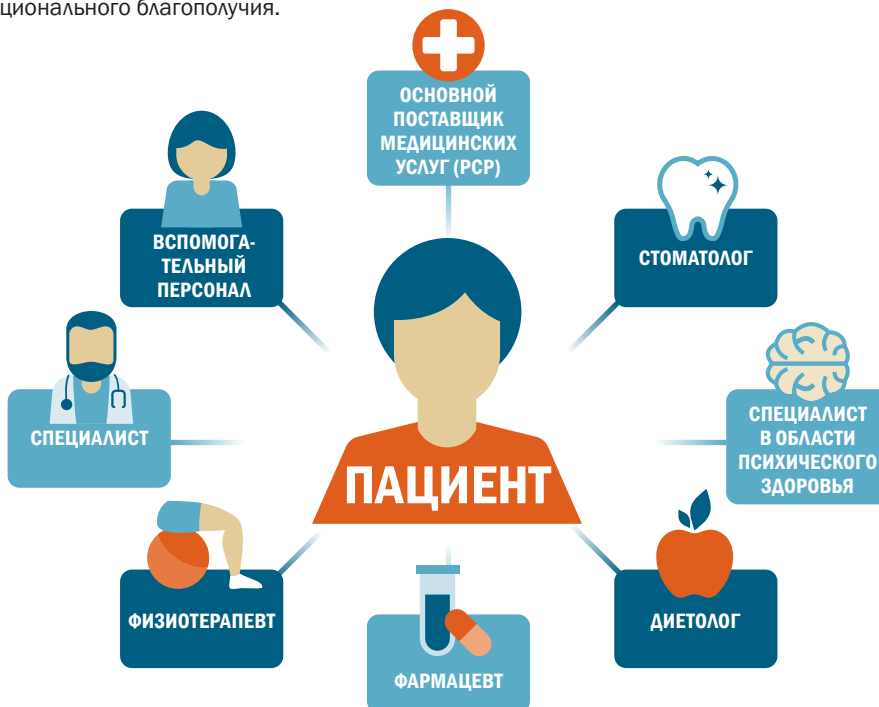 ционального благополучия.
ОСНОВНОЙ
ПОСТАВЩИК
МЕДИЦИНСКИХ
УСЛУГ (PCP)
ВСПОМОГА-
ТЕЛЬНЫЙ
ПЕРСОНАЛ
СТОМАТОЛОГ
СПЕЦИАЛИСТ
СПЕЦИАЛИСТ
В ОБЛАСТИ
ПСИХИЧЕСКОГО
ЗДОРОВЬЯ
ПАЦИЕНТ
ФИЗИОТЕРАПЕВТ
ДИЕТОЛОГ
ФАРМАЦЕВТ